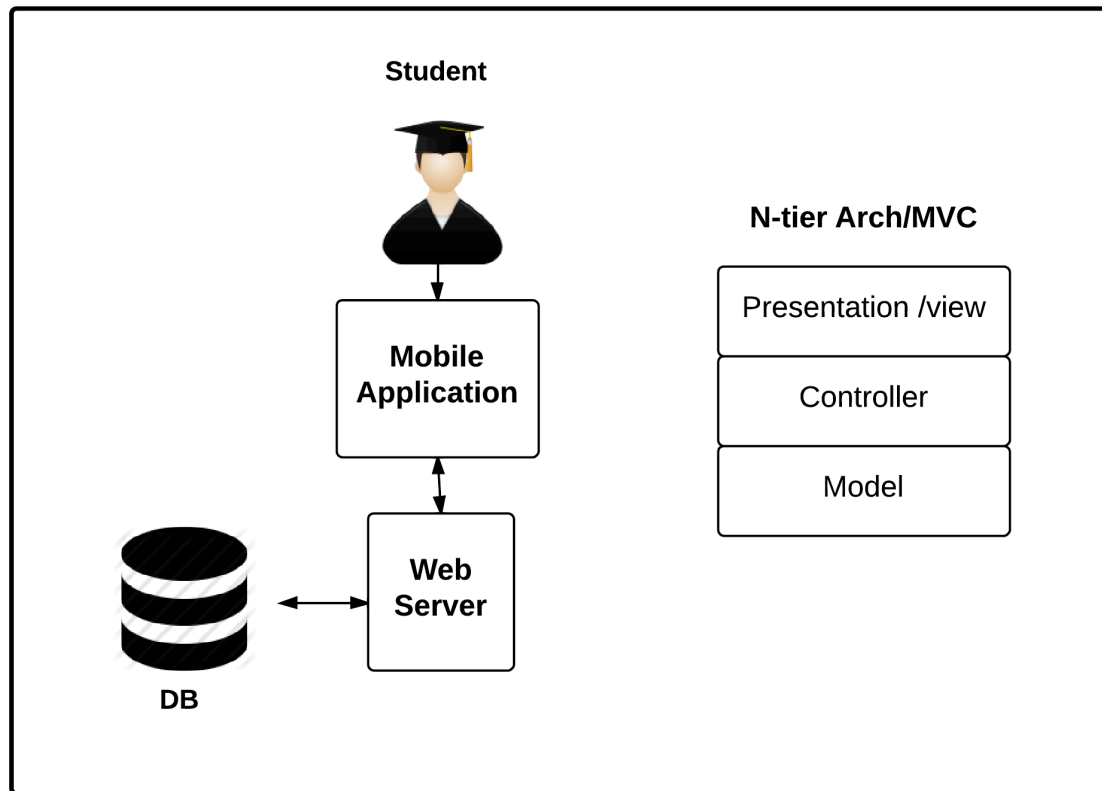 Student
N-tier Arch/MVC
Presentation /view
Mobile
Application
Controller
Model
Web
Server
DB